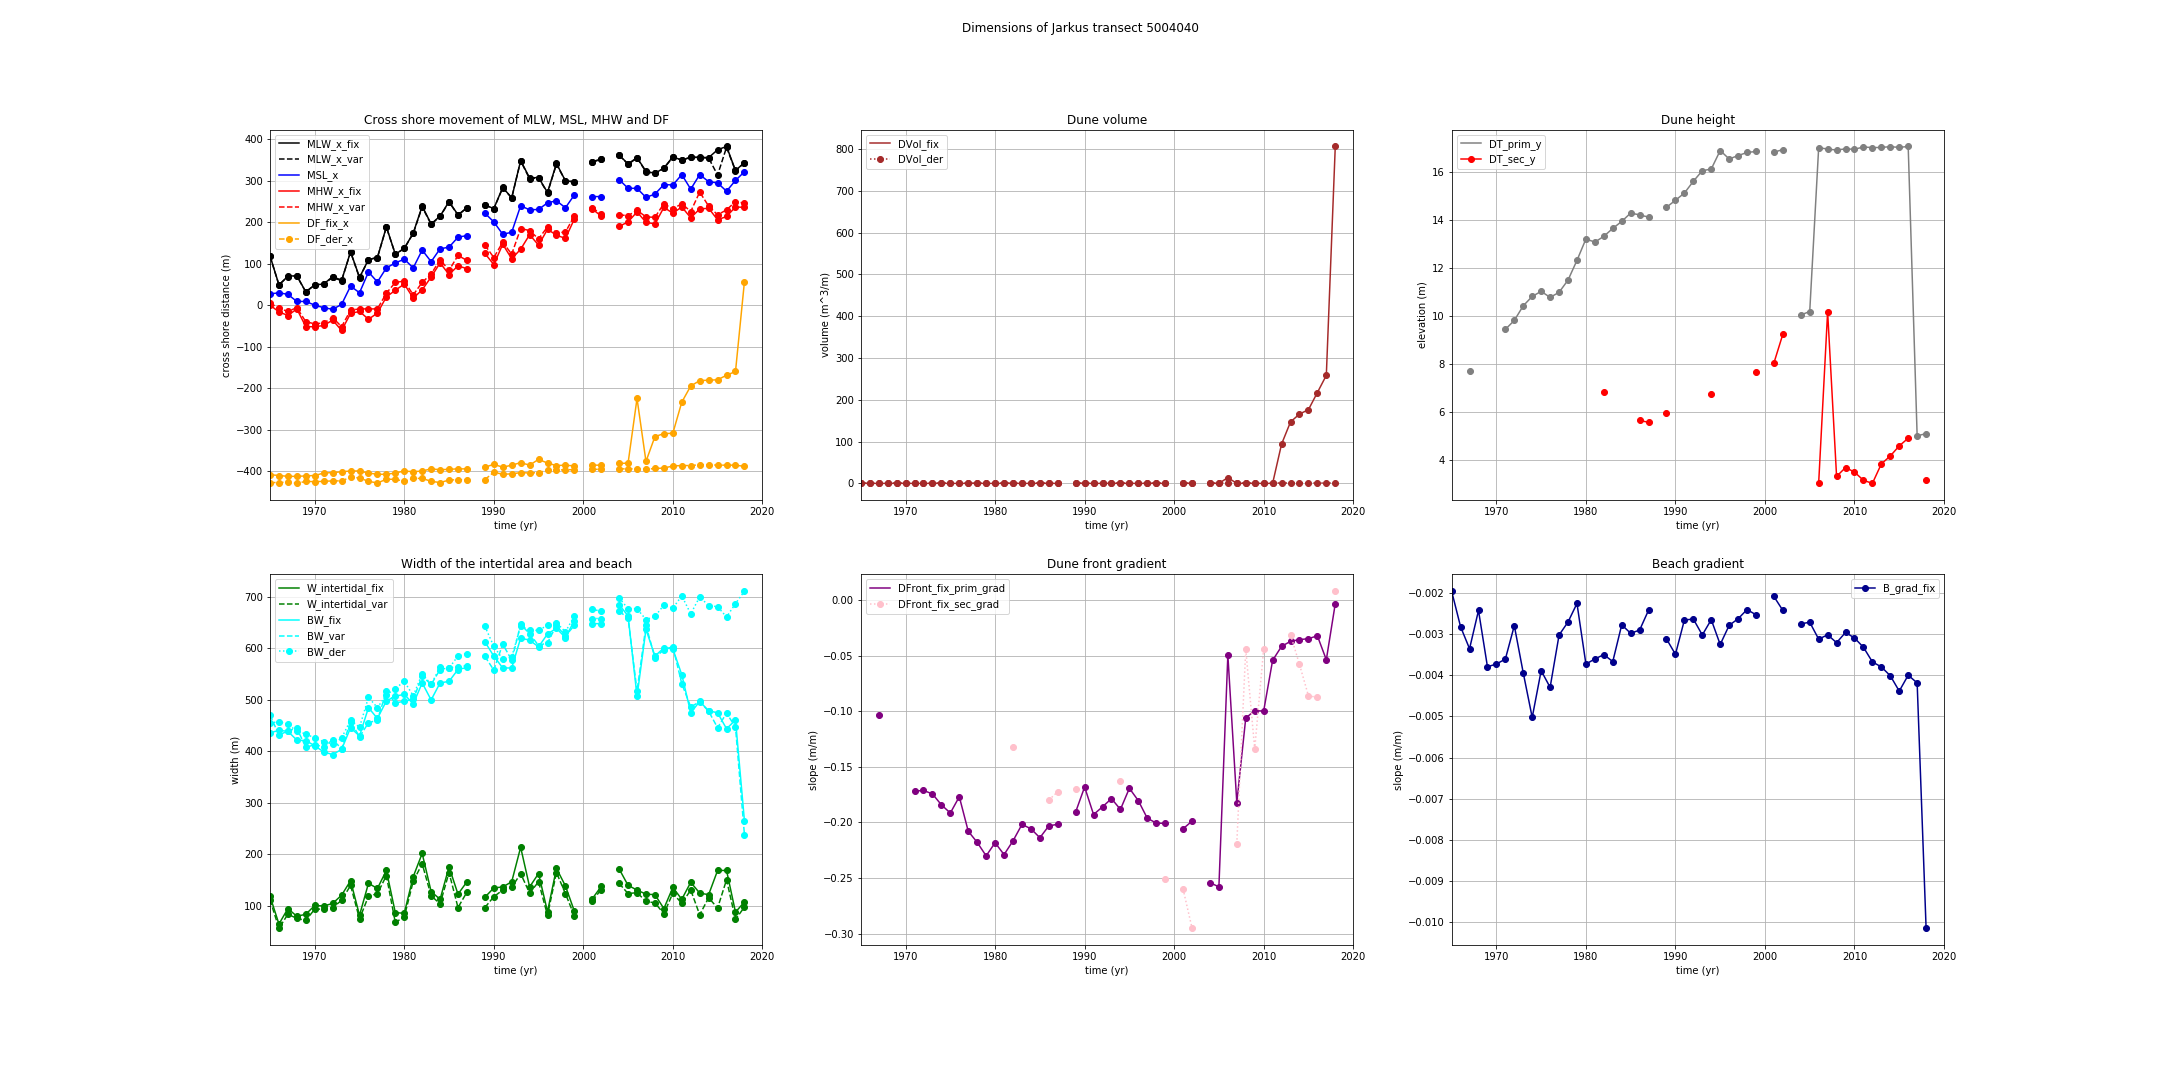 Dimensions of Jarkus transect 5004040
Cross shore movement of MLW, MSL, MHW and DF
400
300
200
100
0
−100
−200
−300
−400
cross shore distance (m)
MLW_x_fix
MLW_x_var
MSL_x
MHW_x_fix
MHW_x_var
DF_fix_x
DF_der_x
1970 1980 1990 2000 2010 2020
time (yr)
Dune volume
800
700
600
500
400
300
200
100
0
volume (m^3/m)
DVol_fix
DVol_der
1970 1980 1990 2000 2010 2020
time (yr)
Dune height
16
14
12
10
8
6
4
elevation (m)
DT_prim_y
DT_sec_y
1970 1980 1990 2000 2010 2020
time (yr)
Width of the intertidal area and beach
700
600
500
400
300
200
100
width (m)
W_intertidal_fix
W_intertidal_var
BW_fix
BW_var
BW_der
1970 1980 1990 2000 2010 2020
time (yr)
Dune front gradient
0.00
−0.05
−0.10
−0.15
−0.20
−0.25
−0.30
slope (m/m)
DFront_fix_prim_grad
DFront_fix_sec_grad
1970 1980 1990 2000 2010 2020
time (yr)
Beach gradient
−0.002
−0.003
−0.004
−0.005
−0.006
−0.007
−0.008
−0.009
−0.010
slope (m/m)
B_grad_fix
1970 1980 1990 2000 2010 2020
time (yr)